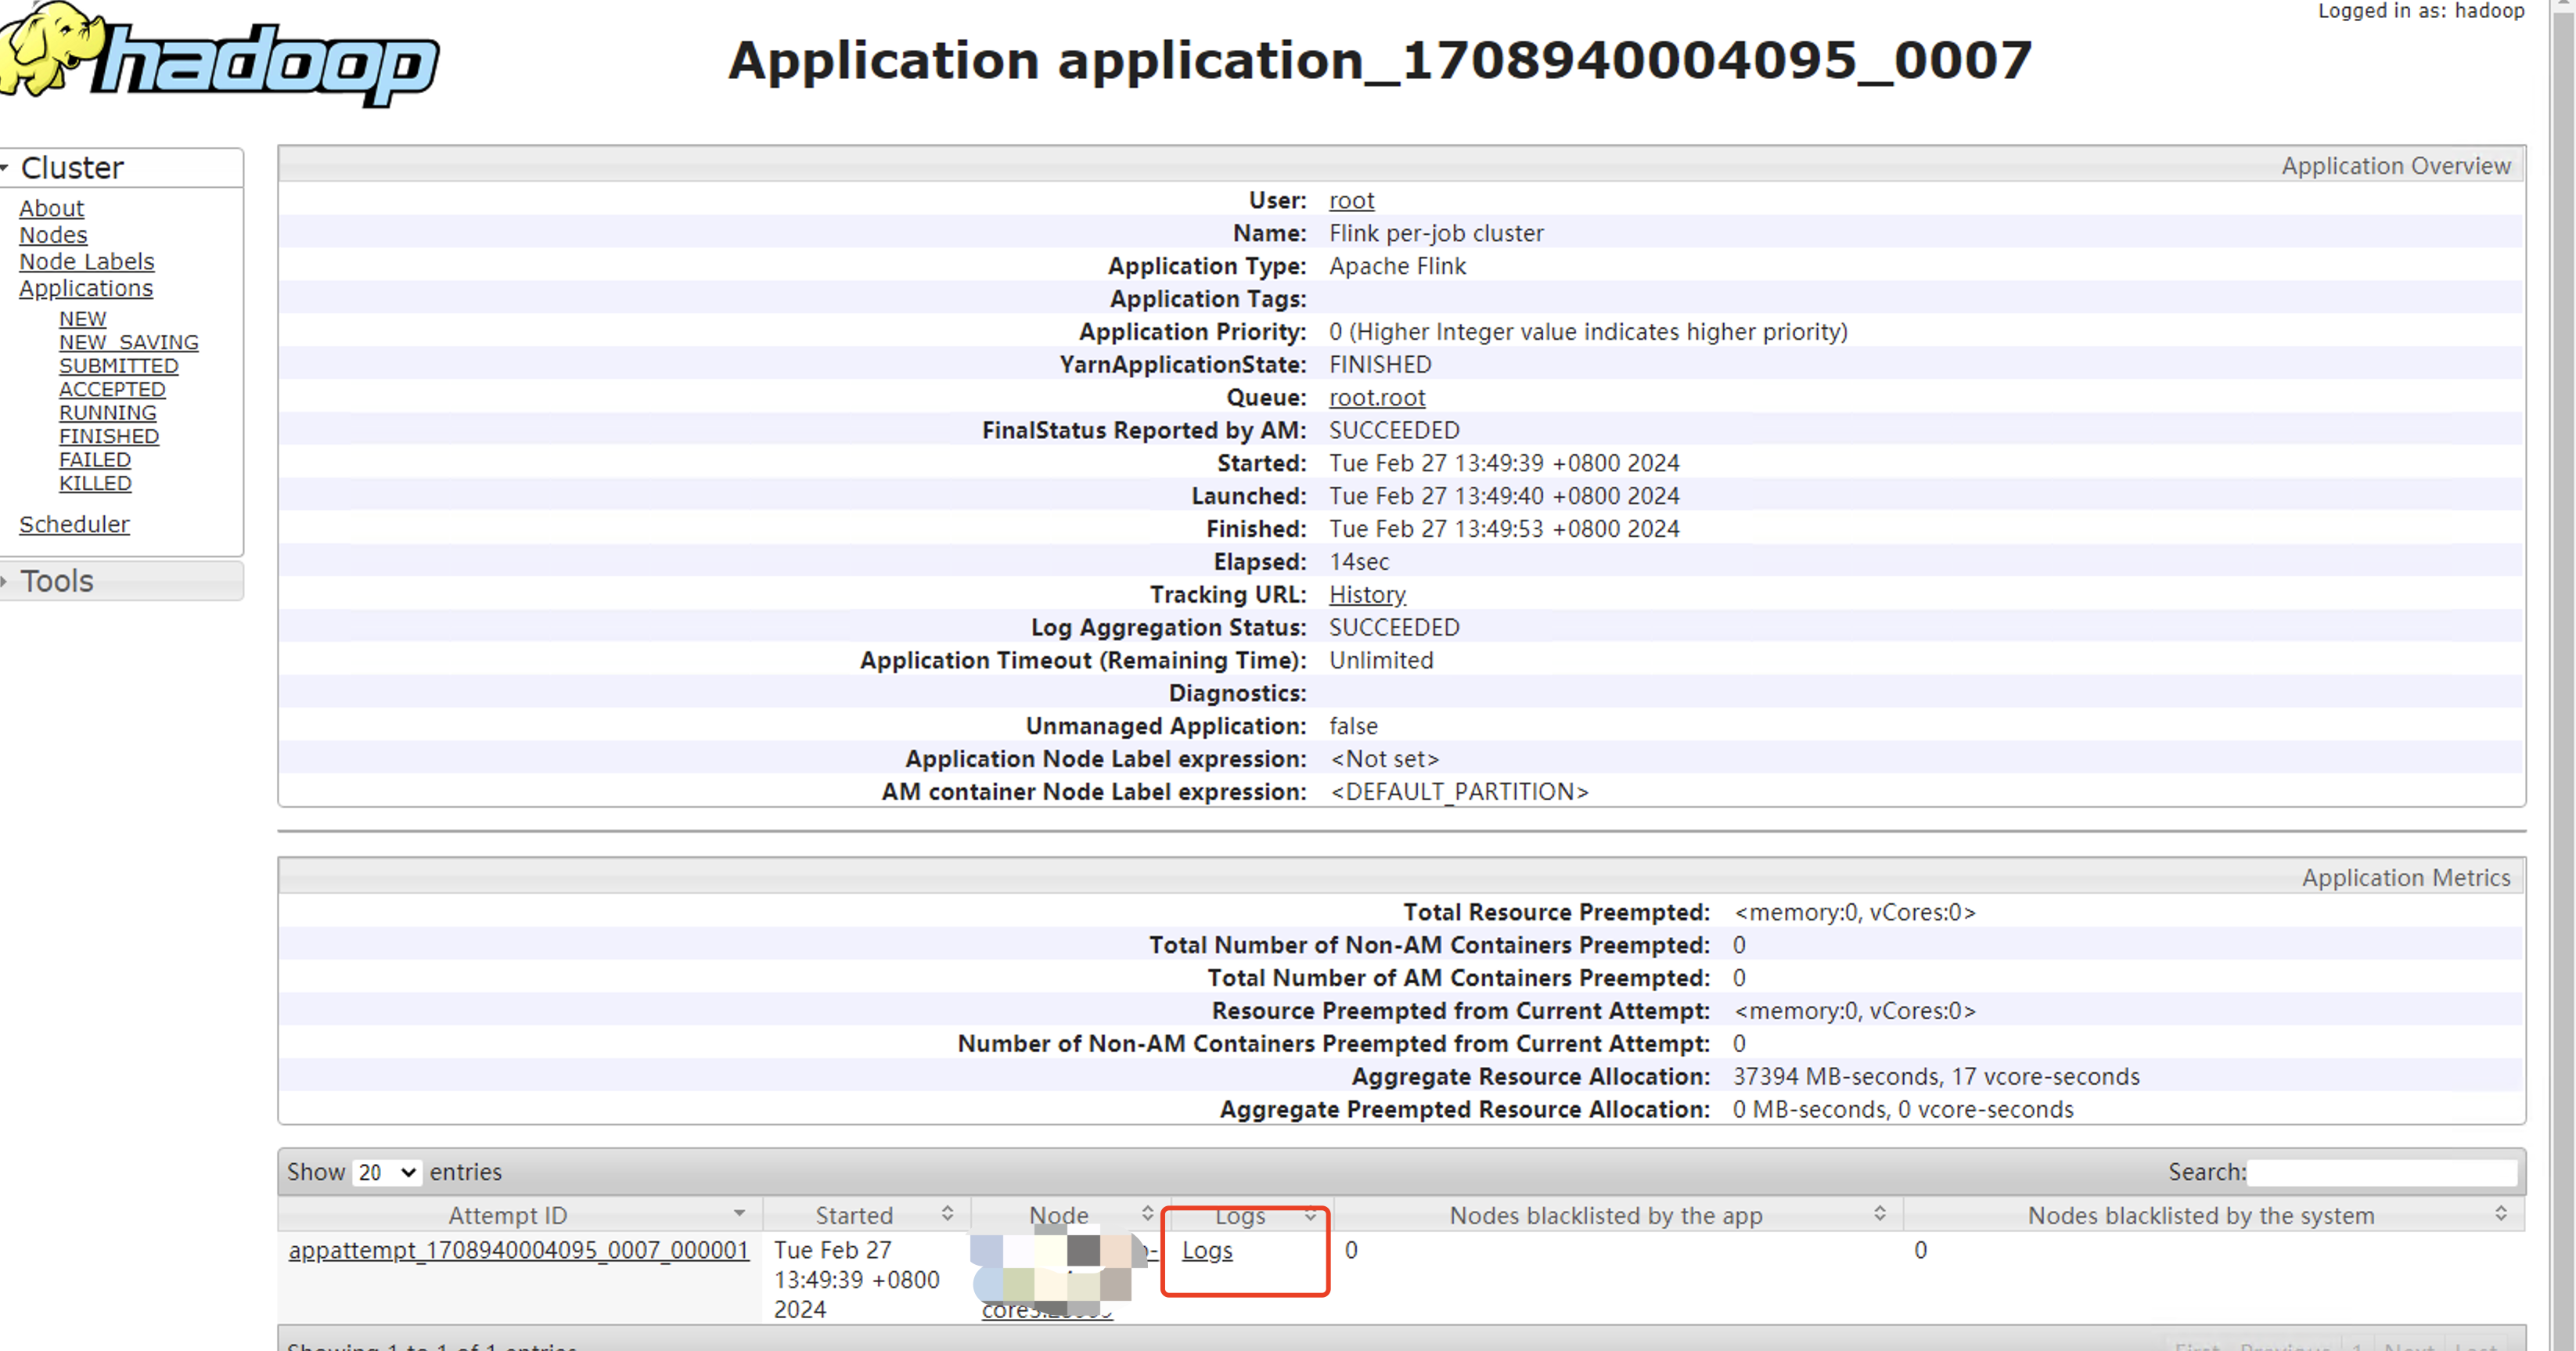 Logged in as: hadoop
hadoop
Application application_1708940004095_0007
Cluster
About
Nodes
Node Labels
Applications
NEW
NEW_SAVING
SUBMITTED
ACCEPTED
RUNNING
FINISHED
FAILED
KILLED
Scheduler
Tools
Application Overview
User: root
Name: Flink per-job cluster
Application Type: Apache Flink
Application Tags:
Application Priority: 0 (Higher Integer value indicates higher priority)
YarnApplicationState: FINISHED
Queue: root.root
FinalStatus Reported by AM: SUCCEEDED
Started: Tue Feb 27 13:49:39 +0800 2024
Launched: Tue Feb 27 13:49:40 +0800 2024
Finished: Tue Feb 27 13:49:53 +0800 2024
Elapsed: 14sec
Tracking URL: History
Log Aggregation Status: SUCCEEDED
Application Timeout (Remaining Time): Unlimited
Diagnostics:
Unmanaged Application: false
Application Node Label expression: <Not set>
AM container Node Label expression: <DEFAULT_PARTITION>
Application Metrics
Total Resource Preempted: <memory:0, vCores:0>
Total Number of Non-AM Containers Preempted: 0
Total Number of AM Containers Preempted: 0
Resource Preempted from Current Attempt: <memory:0, vCores:0>
Number of Non-AM Containers Preempted from Current Attempt: 0
Aggregate Resource Allocation: 37394 MB-seconds, 17 vcore-seconds
Aggregate Preempted Resource Allocation: 0 MB-seconds, 0 vcore-seconds
Show 20 entries Search:
Attempt ID Started Node Logs Nodes blacklisted by the app Nodes blacklisted by the system
appattempt_1708940004095_0007_000001 Tue Feb 27 Logs 0 0
13:49:39 +0800
2024
Showing 1 to 1 of 1 entries First Previous 1 Next Last